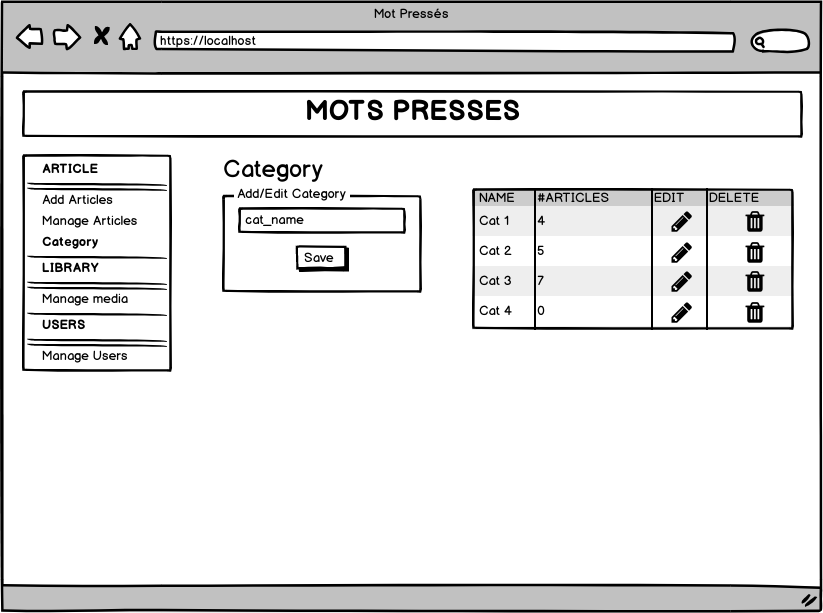 Mot Pressés
https://localhost
MOTS PRESSES
ARTICLE
Add Articles
Manage Articles
Category
LIBRARY
Manage media
USERS
Manage Users
Category
Add/Edit Category
cat_name
Save
NAME #ARTICLES EDIT DELETE
Cat 1 4
Cat 2 5
Cat 3 7
Cat 4 0